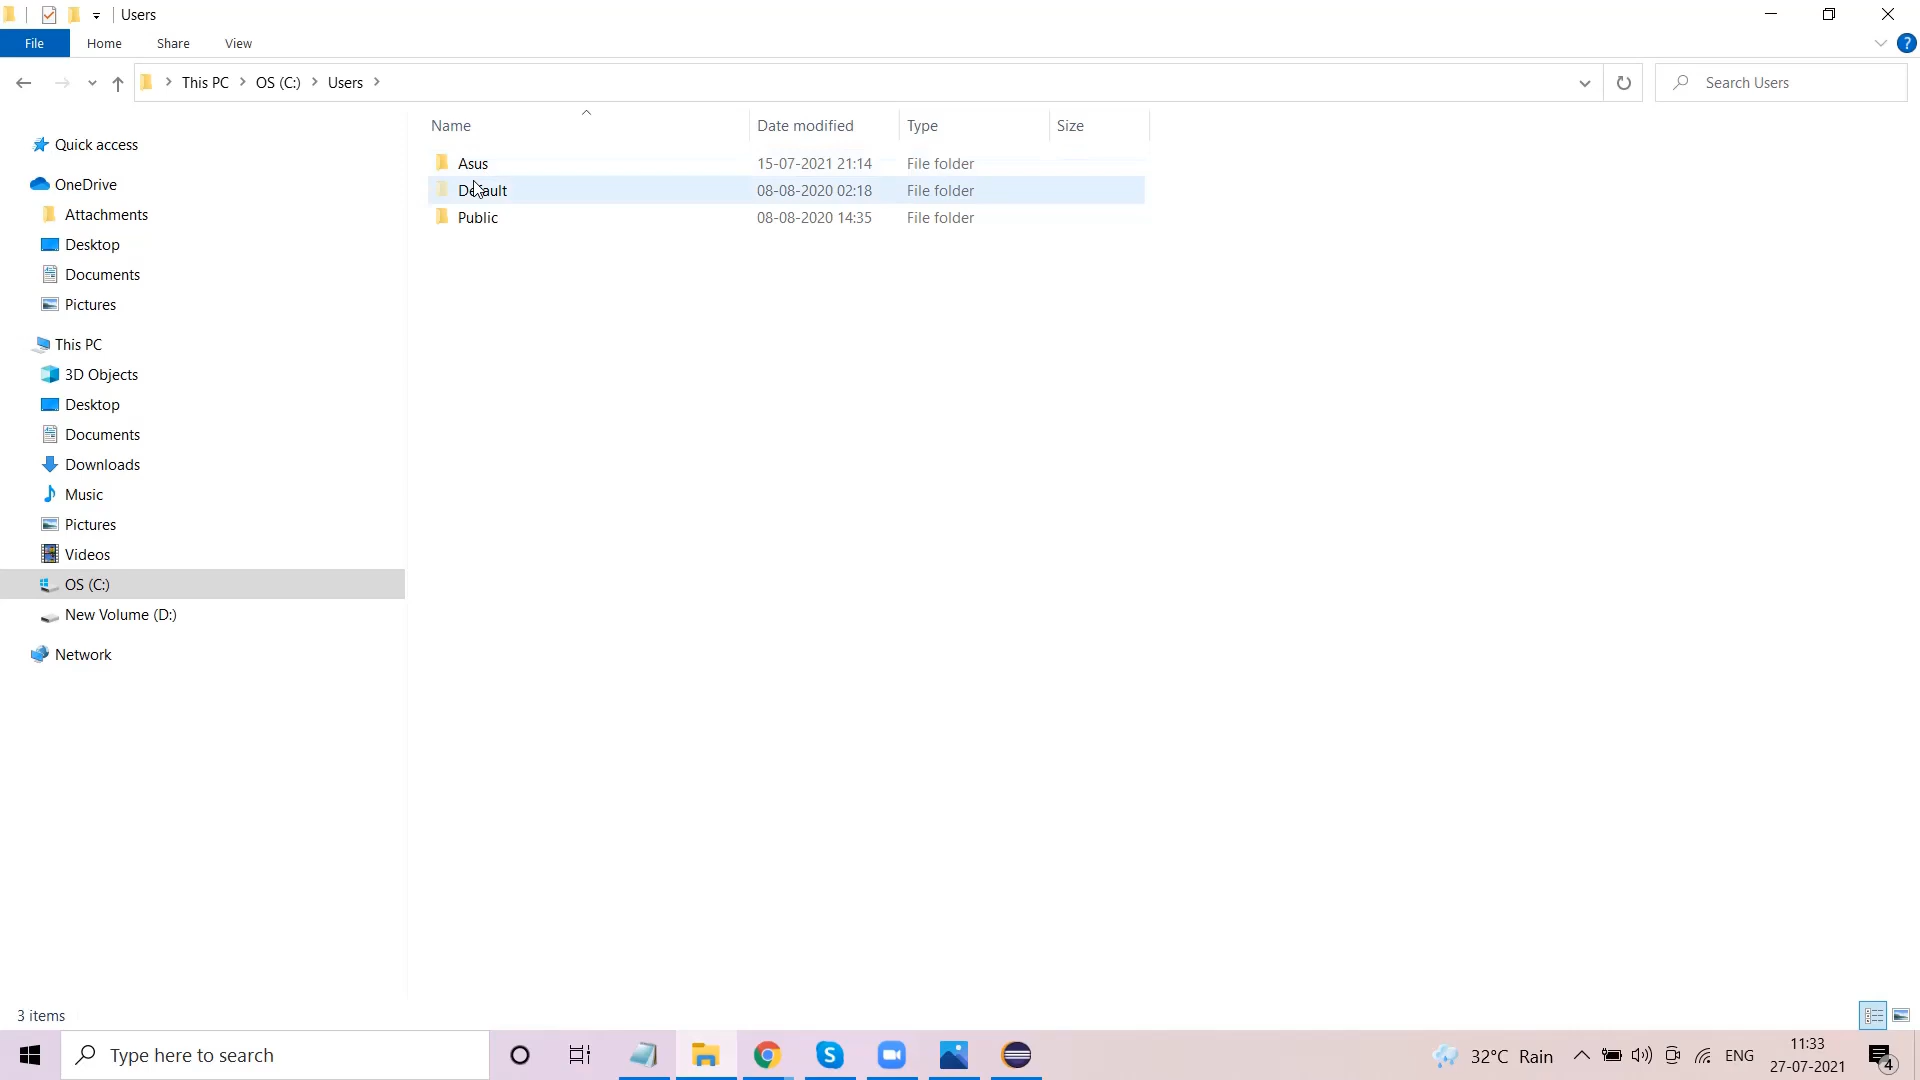 Users
File Home Share View
This PC OS (C:) Users Search Users
Name Date modified Type Size
Quick access
OneDrive
Attachments
Desktop
Documents
Pictures
This PC
3D Objects
Desktop
Documents
Downloads
Music
Pictures
Videos
OS (C:)
New Volume (D:)
Network
Asus 15-07-2021 21:14 File folder
Default 08-08-2020 02:18 File folder
Public 08-08-2020 14:35 File folder
3 items
Type here to search
32°C Rain
ENG
11:33
27-07-2021
4